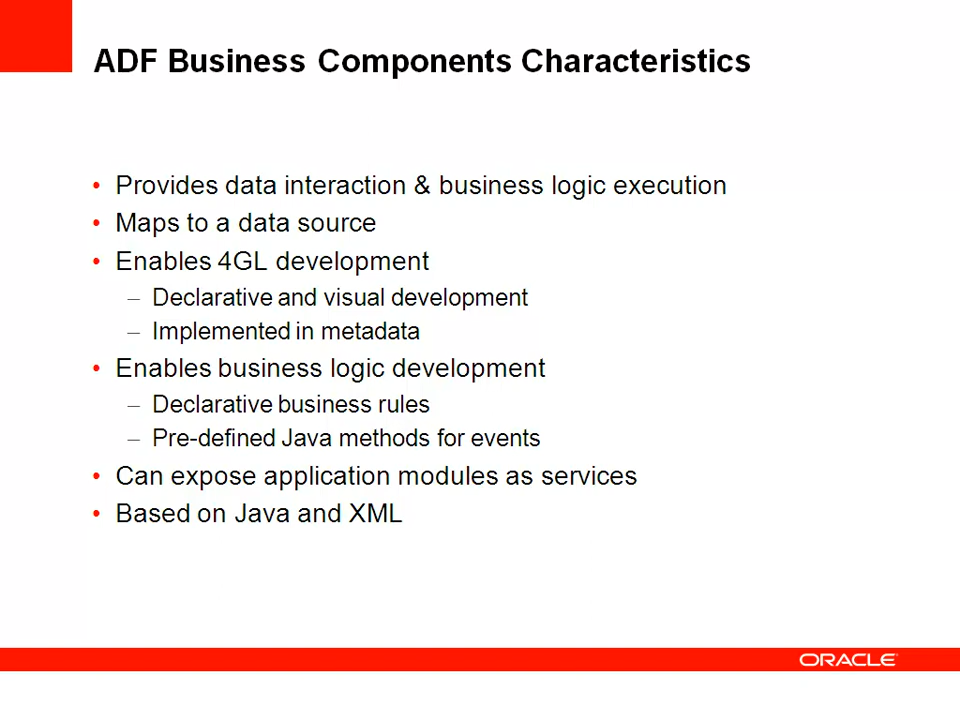 ADF Business Components Characteristics
• Provides data interaction & business logic execution
• Maps to a data source
• Enables 4GL development
– Declarative and visual development
– Implemented in metadata
• Enables business logic development
– Declarative business rules
– Pre-defined Java methods for events
• Can expose application modules as services
• Based on Java and XML
ORACLE